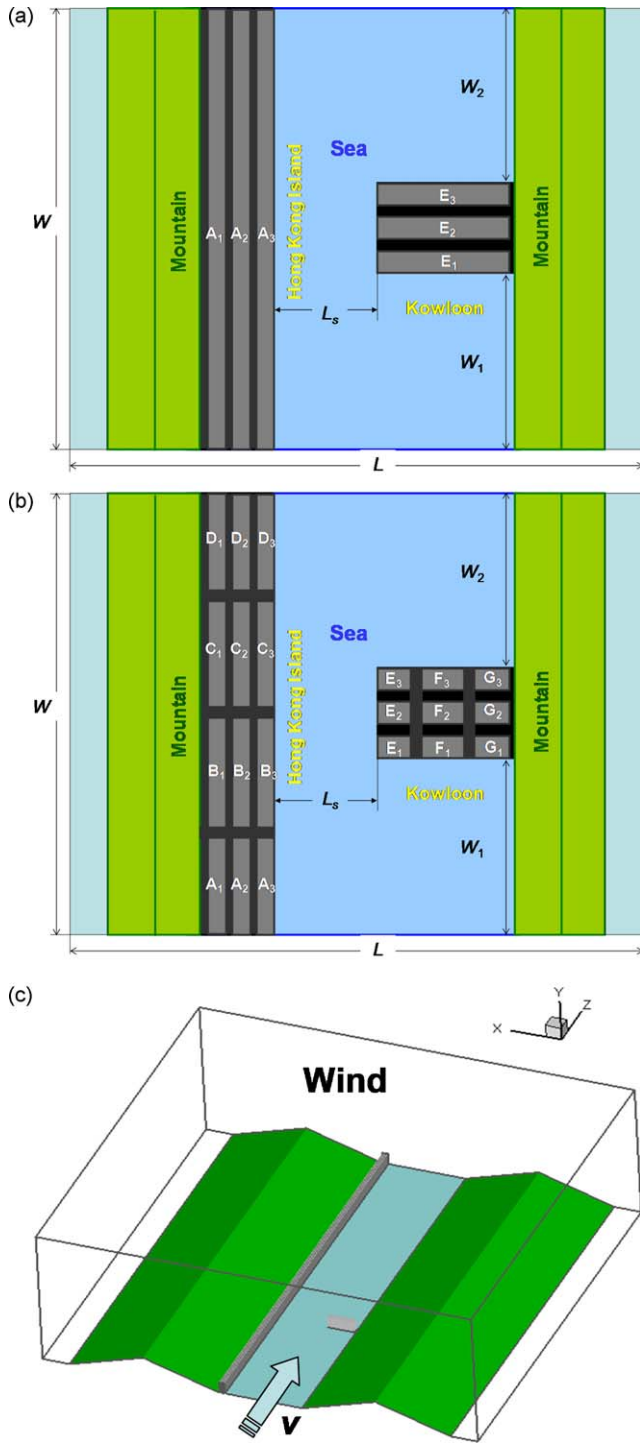 (a)
W
Mountain
A₁ A₂ A₃
Hong Kong Island
Sea
Lₛ
W₂
E₃
E₂
E₁
Kowloon
W₁
Mountain
L
(b)
W
Mountain
D₁ D₂ D₃
C₁ C₂ C₃
B₁ B₂ B₃
A₁ A₂ A₃
Hong Kong Island
Sea
Lₛ
W₂
E₃ F₃ G₃
E₂ F₂ G₂
E₁ F₁ G₁
Kowloon
W₁
Mountain
L
(c)
X Y Z
Wind
v